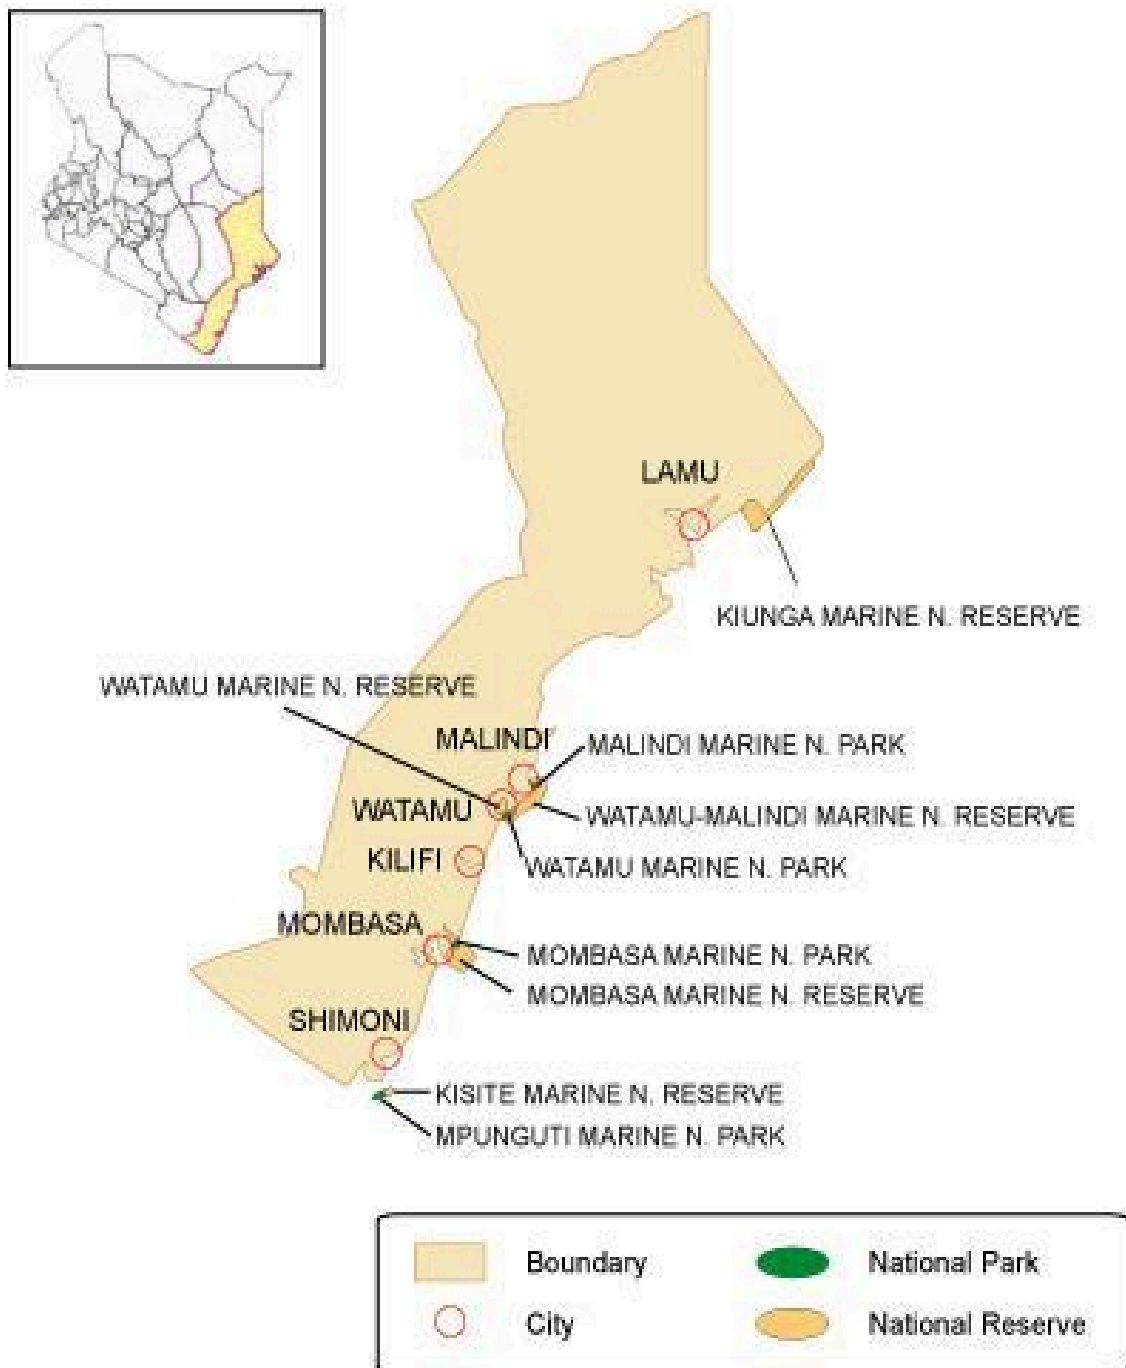 LAMU
KIUNGA MARINE N. RESERVE
WATAMU MARINE N. RESERVE
MALINDI
MALINDI MARINE N. PARK
WATAMU
WATAMU-MALINDI MARINE N. RESERVE
KILIFI
WATAMU MARINE N. PARK
MOMBASA
MOMBASA MARINE N. PARK
MOMBASA MARINE N. RESERVE
SHIMONI
KISITE MARINE N. RESERVE
MPUNGUTI MARINE N. PARK
Boundary
National Park
City
National Reserve